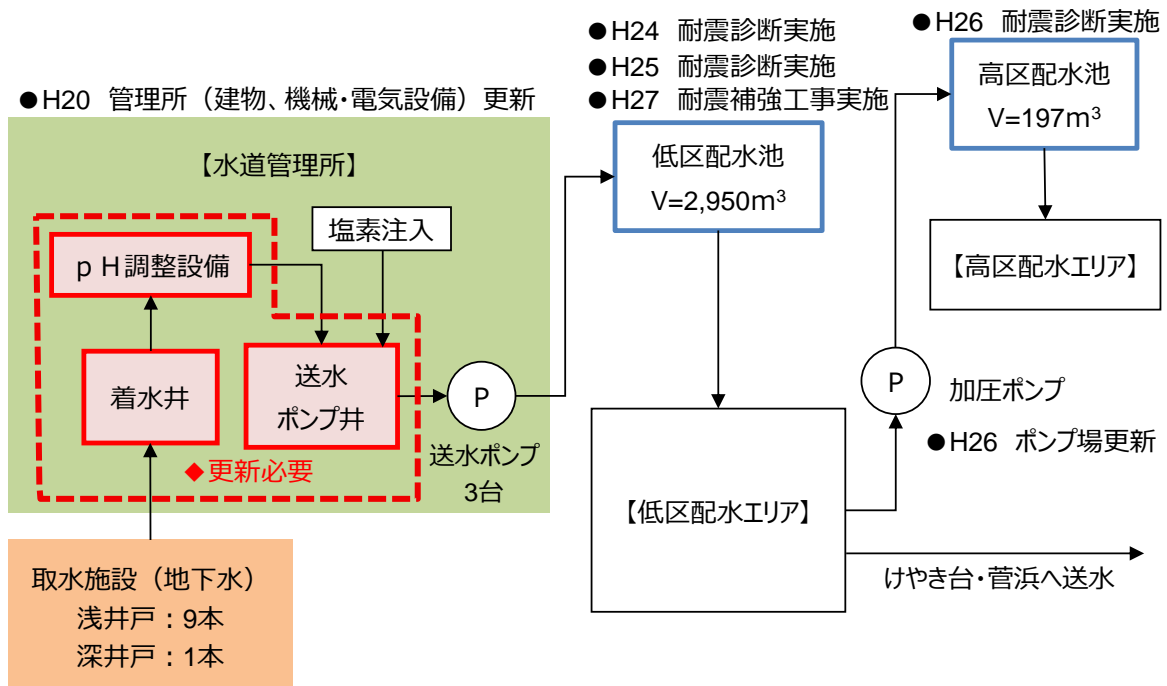 ●H20 管理所（建物、機械・電気設備）更新
【水道管理所】
塩素注入
ｐＨ調整設備
着水井
送水
ポンプ井
◆更新必要
P
送水ポンプ
3台
取水施設（地下水）
浅井戸：9本
深井戸：1本
●H24 耐震診断実施
●H25 耐震診断実施
●H27 耐震補強工事実施
低区配水池
V=2,950m³
【低区配水エリア】
●H26 耐震診断実施
高区配水池
V=197m³
【高区配水エリア】
P
加圧ポンプ
●H26 ポンプ場更新
けやき台・菅浜へ送水